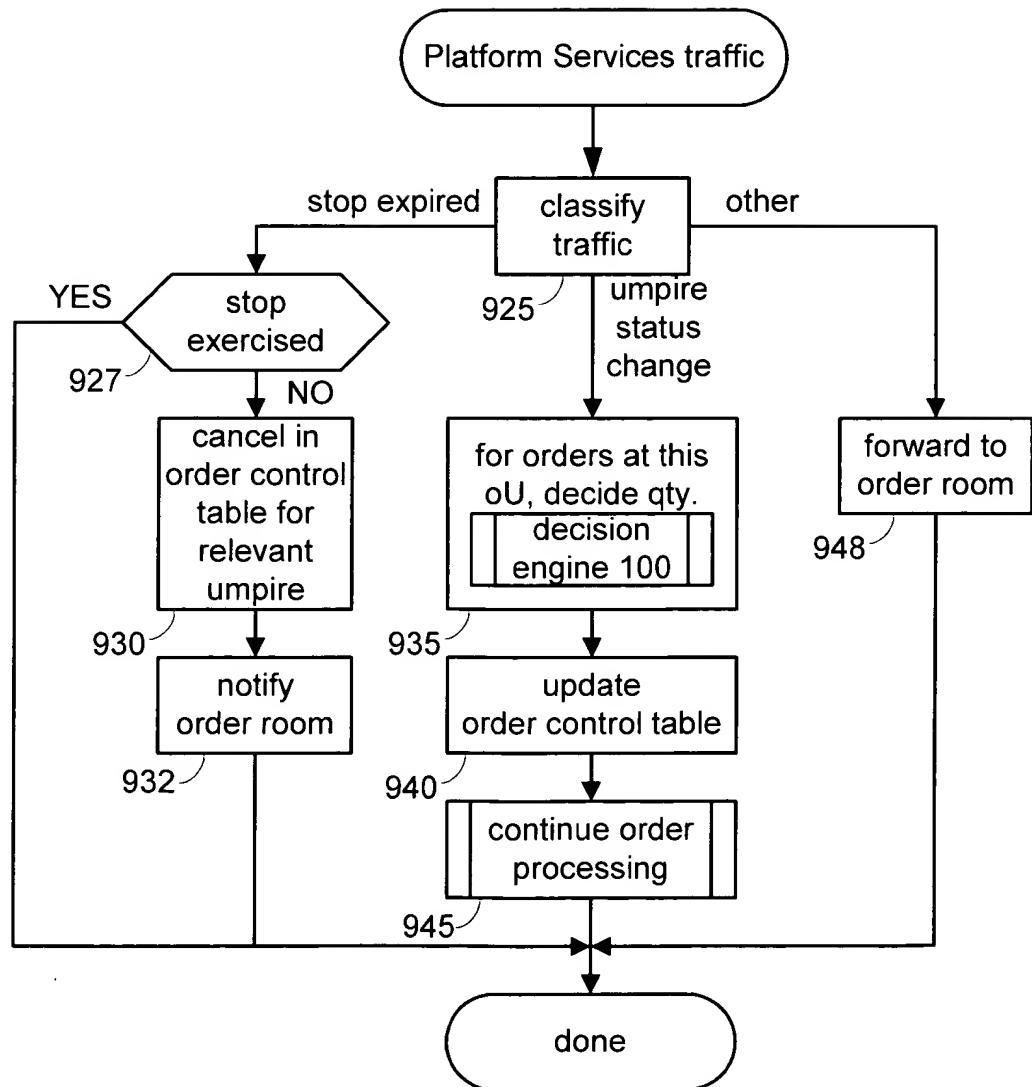 Platform Services traffic
stop expired
classify
traffic
other
925
umpire
status
change
YES
stop
exercised
927
NO
cancel in
order control
table for
relevant
umpire
930
for orders at this
oU, decide qty.
decision
engine 100
935
forward to
order room
948
notify
order room
932
update
order control table
940
continue order
processing
945
done